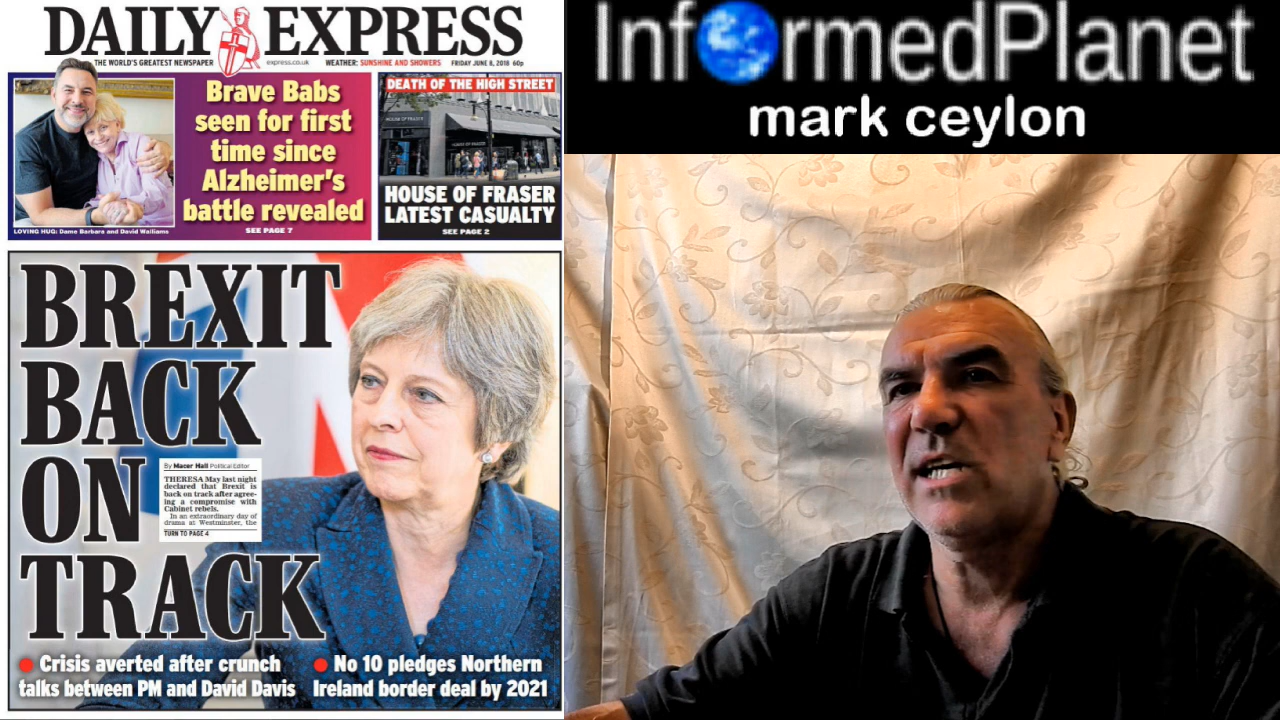 DAILY EXPRESS
THE WORLD'S GREATEST NEWSPAPER express.co.uk WEATHER: SUNSHINE AND SHOWERS FRIDAY JUNE 8, 2018 60p
Brave Babs
seen for first
time since
Alzheimer's
battle revealed
SEE PAGE 7
LOVING HUG: Dame Barbara and David Walliams
DEATH OF THE HIGH STREET
HOUSE OF FRASER
HOUSE OF FRASER
LATEST CASUALTY
SEE PAGE 2
BREXIT
BACK
ON
TRACK
By Macer Hall Political Editor
THERESA May last night
declared that Brexit is
back on track after agree-
ing a compromise with
Cabinet rebels.
In an extraordinary day of
drama at Westminster, the
TURN TO PAGE 4
● Crisis averted after crunch
talks between PM and David Davis
● No 10 pledges Northern
Ireland border deal by 2021
InformedPlanet
mark ceylon